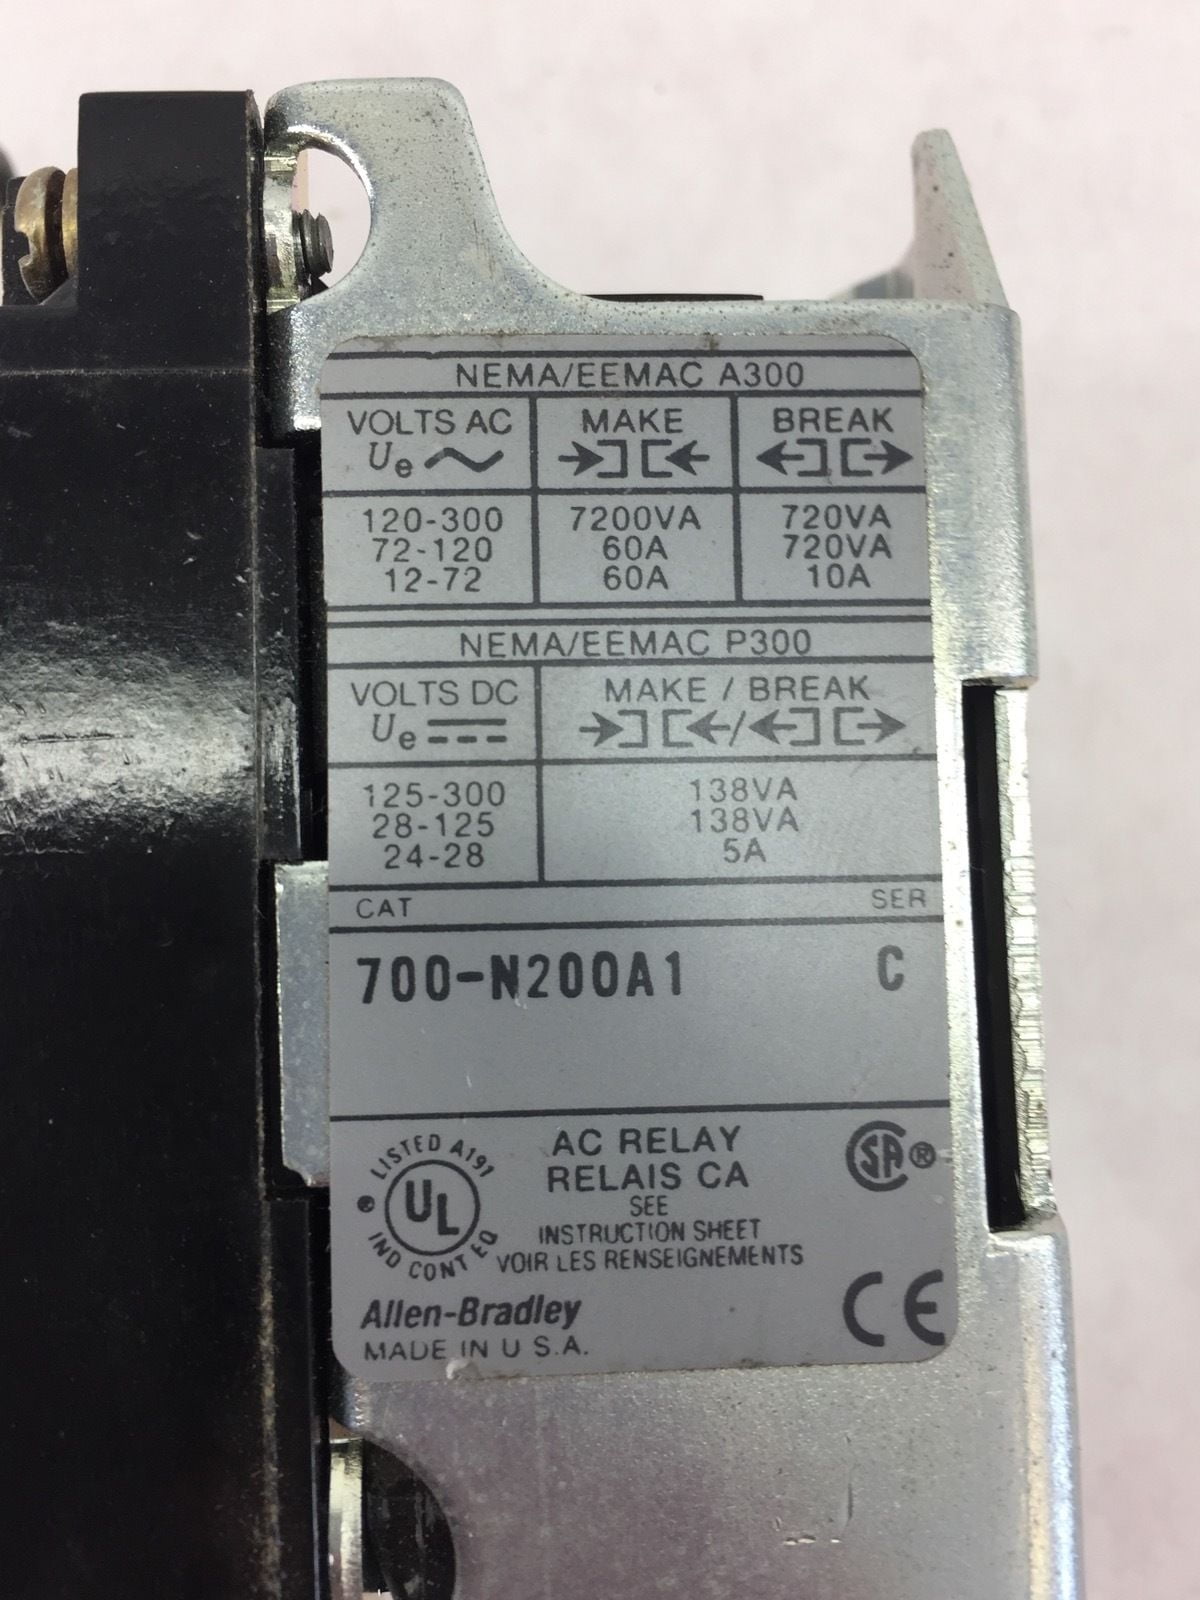 NEMA/EEMAC A300
VOLTS AC MAKE BREAK
Ue
120-300 7200VA 720VA
72-120 60A 720VA
12-72 60A 10A
NEMA/EEMAC P300
VOLTS DC MAKE / BREAK
Ue /
125-300 138VA
28-125 138VA
24-28 5A
CAT SER
700-N200A1 C
LISTED A191
UL
IND CONT EQ
®
AC RELAY
RELAIS CA
SEE
INSTRUCTION SHEET
VOIR LES RENSEIGNEMENTS
SA ®
Allen-Bradley
MADE IN U S.A.
CE